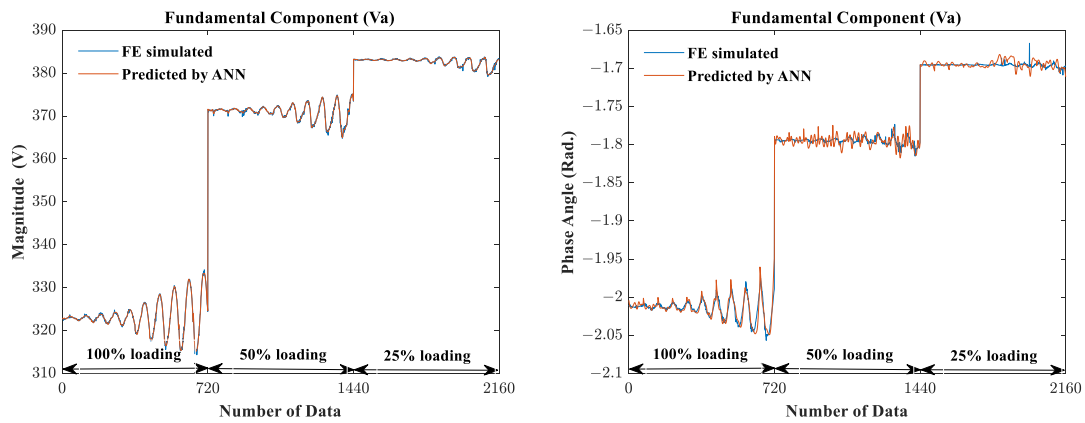 Fundamental Component (Va)
390
380
370
360
350
340
330
320
310
Magnitude (V)
FE simulated
Predicted by ANN
100% loading
50% loading
25% loading
0
720
1440
2160
Number of Data
Fundamental Component (Va)
−1.65
−1.7
−1.75
−1.8
−1.85
−1.9
−1.95
−2
−2.05
−2.1
Phase Angle (Rad.)
FE simulated
Predicted by ANN
100% loading
50% loading
25% loading
0
720
1440
2160
Number of Data